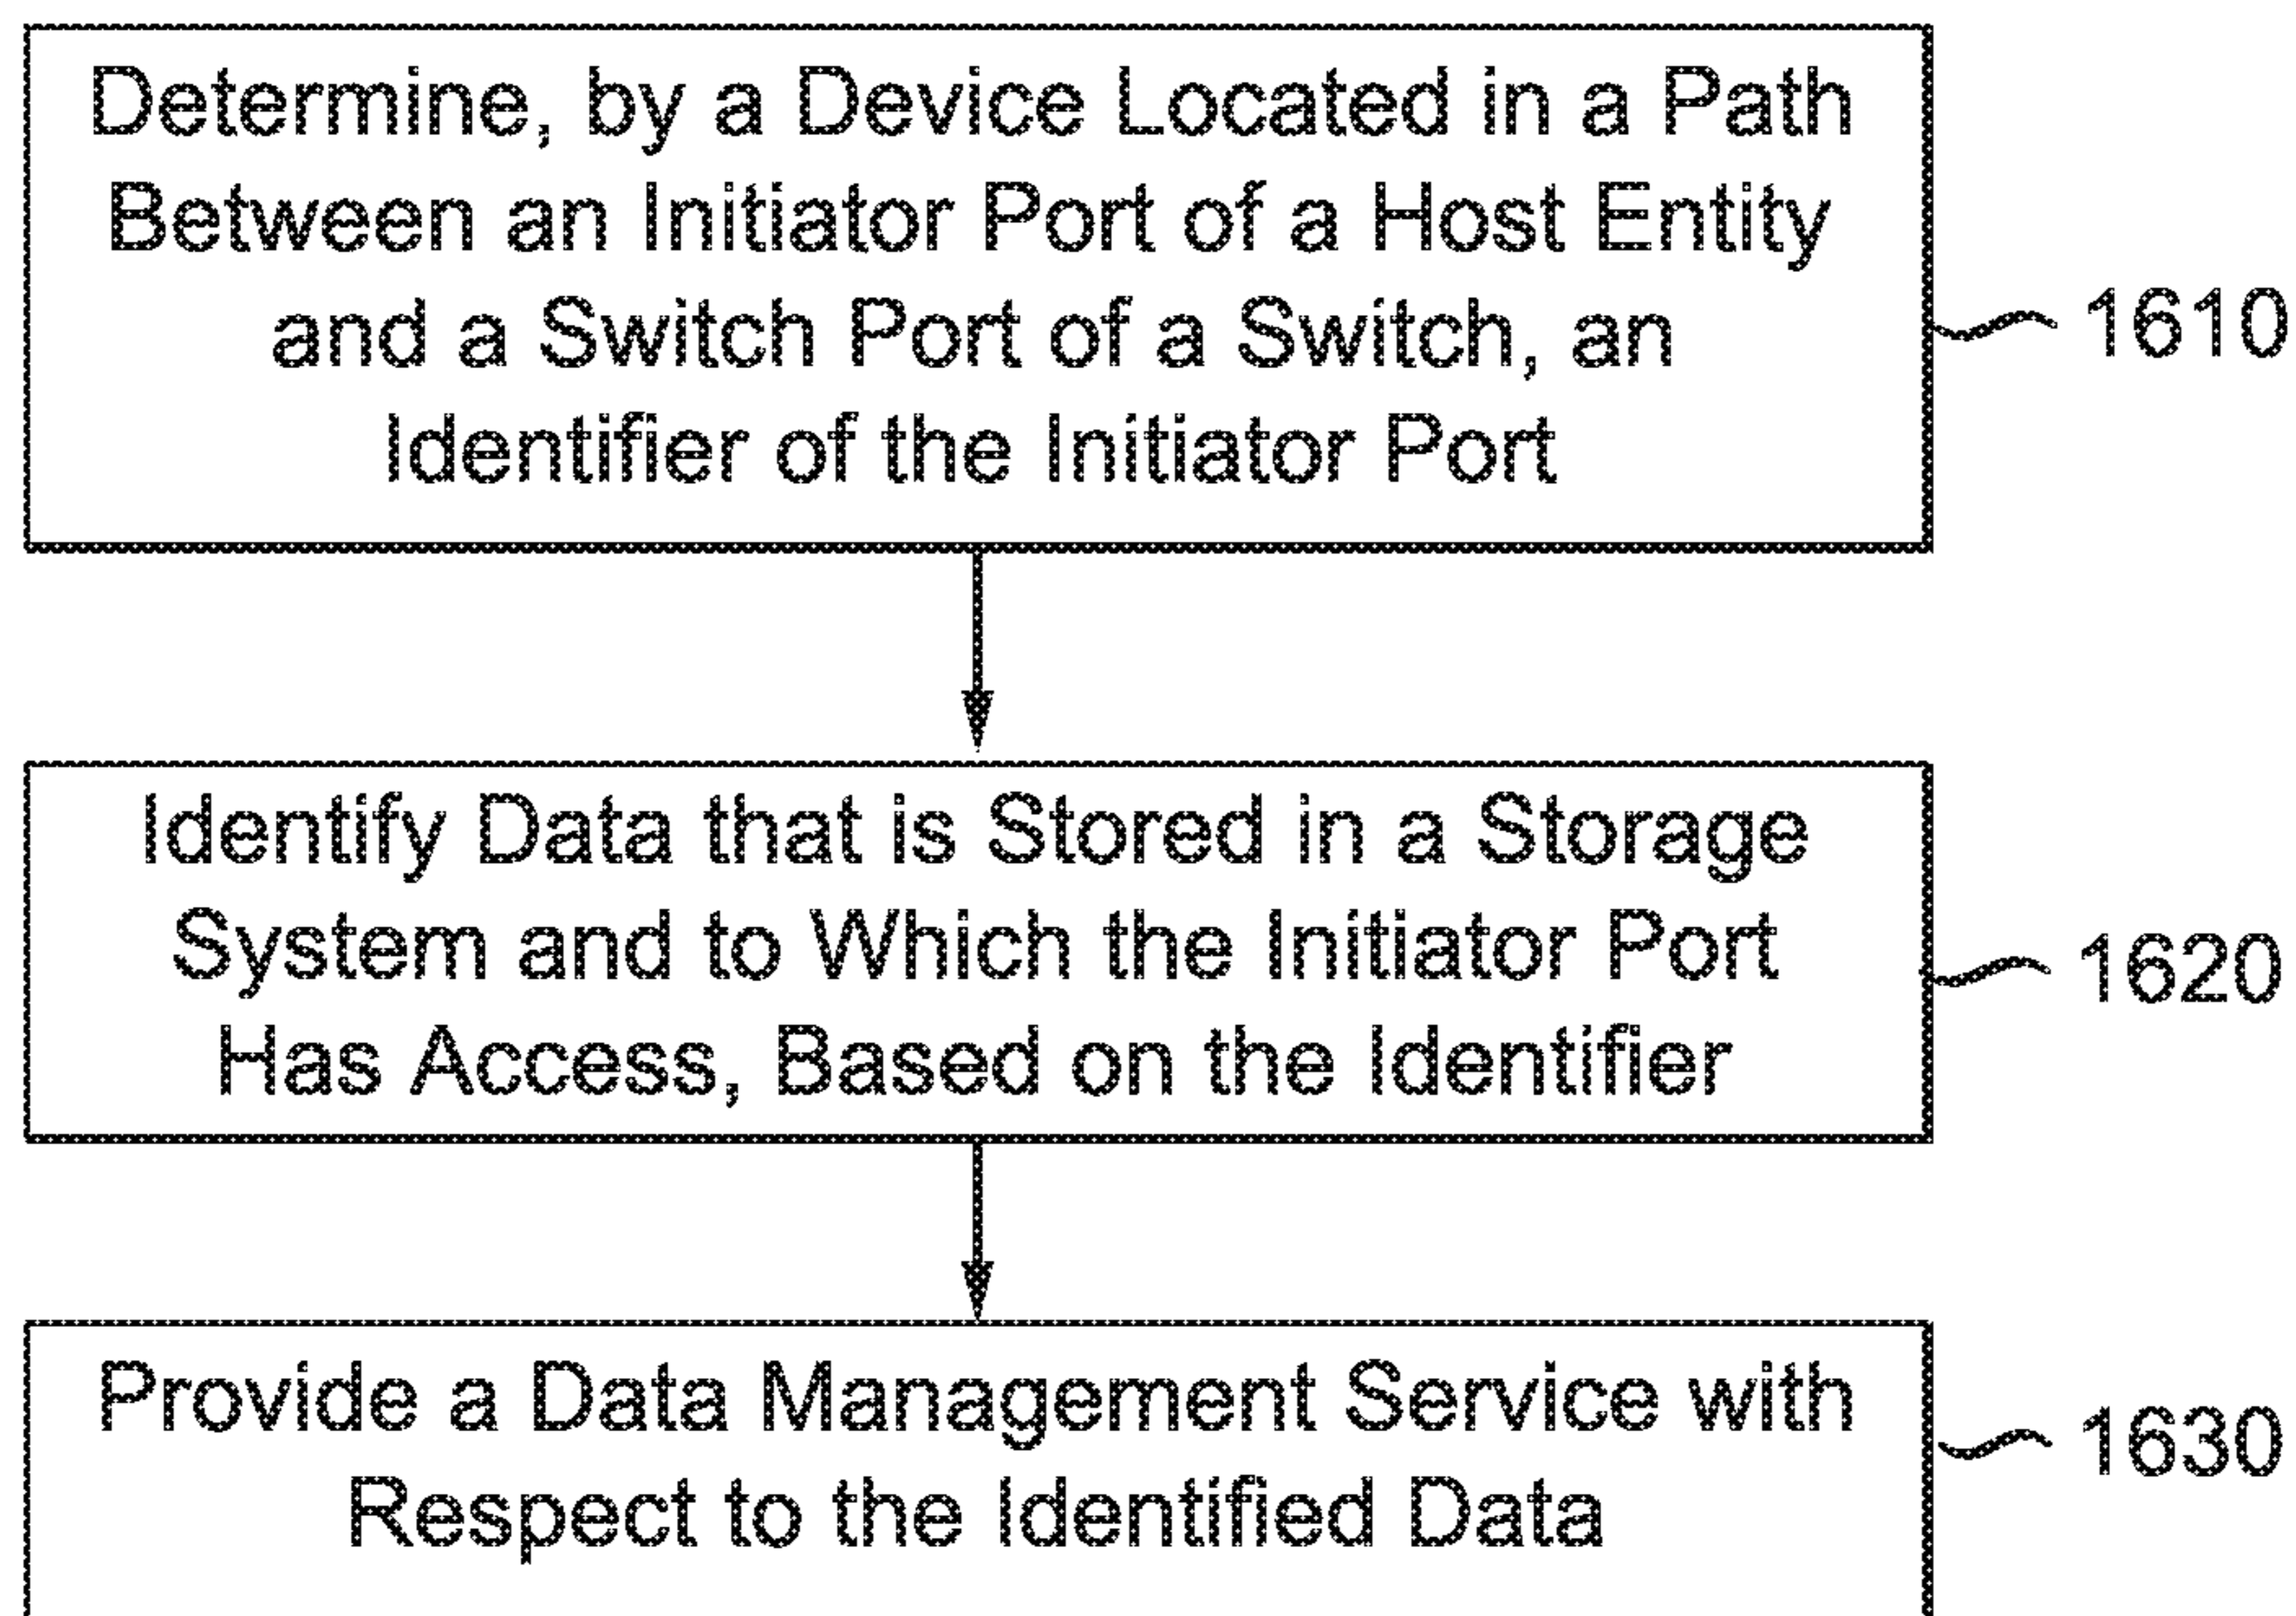 Determine, by a Device Located in a Path
Between an Initiator Port of a Host Entity
and a Switch Port of a Switch, an
Identifier of the Initiator Port
1610
Identify Data that is Stored in a Storage
System and to Which the Initiator Port
Has Access, Based on the Identifier
1620
Provide a Data Management Service with
Respect to the Identified Data
1630